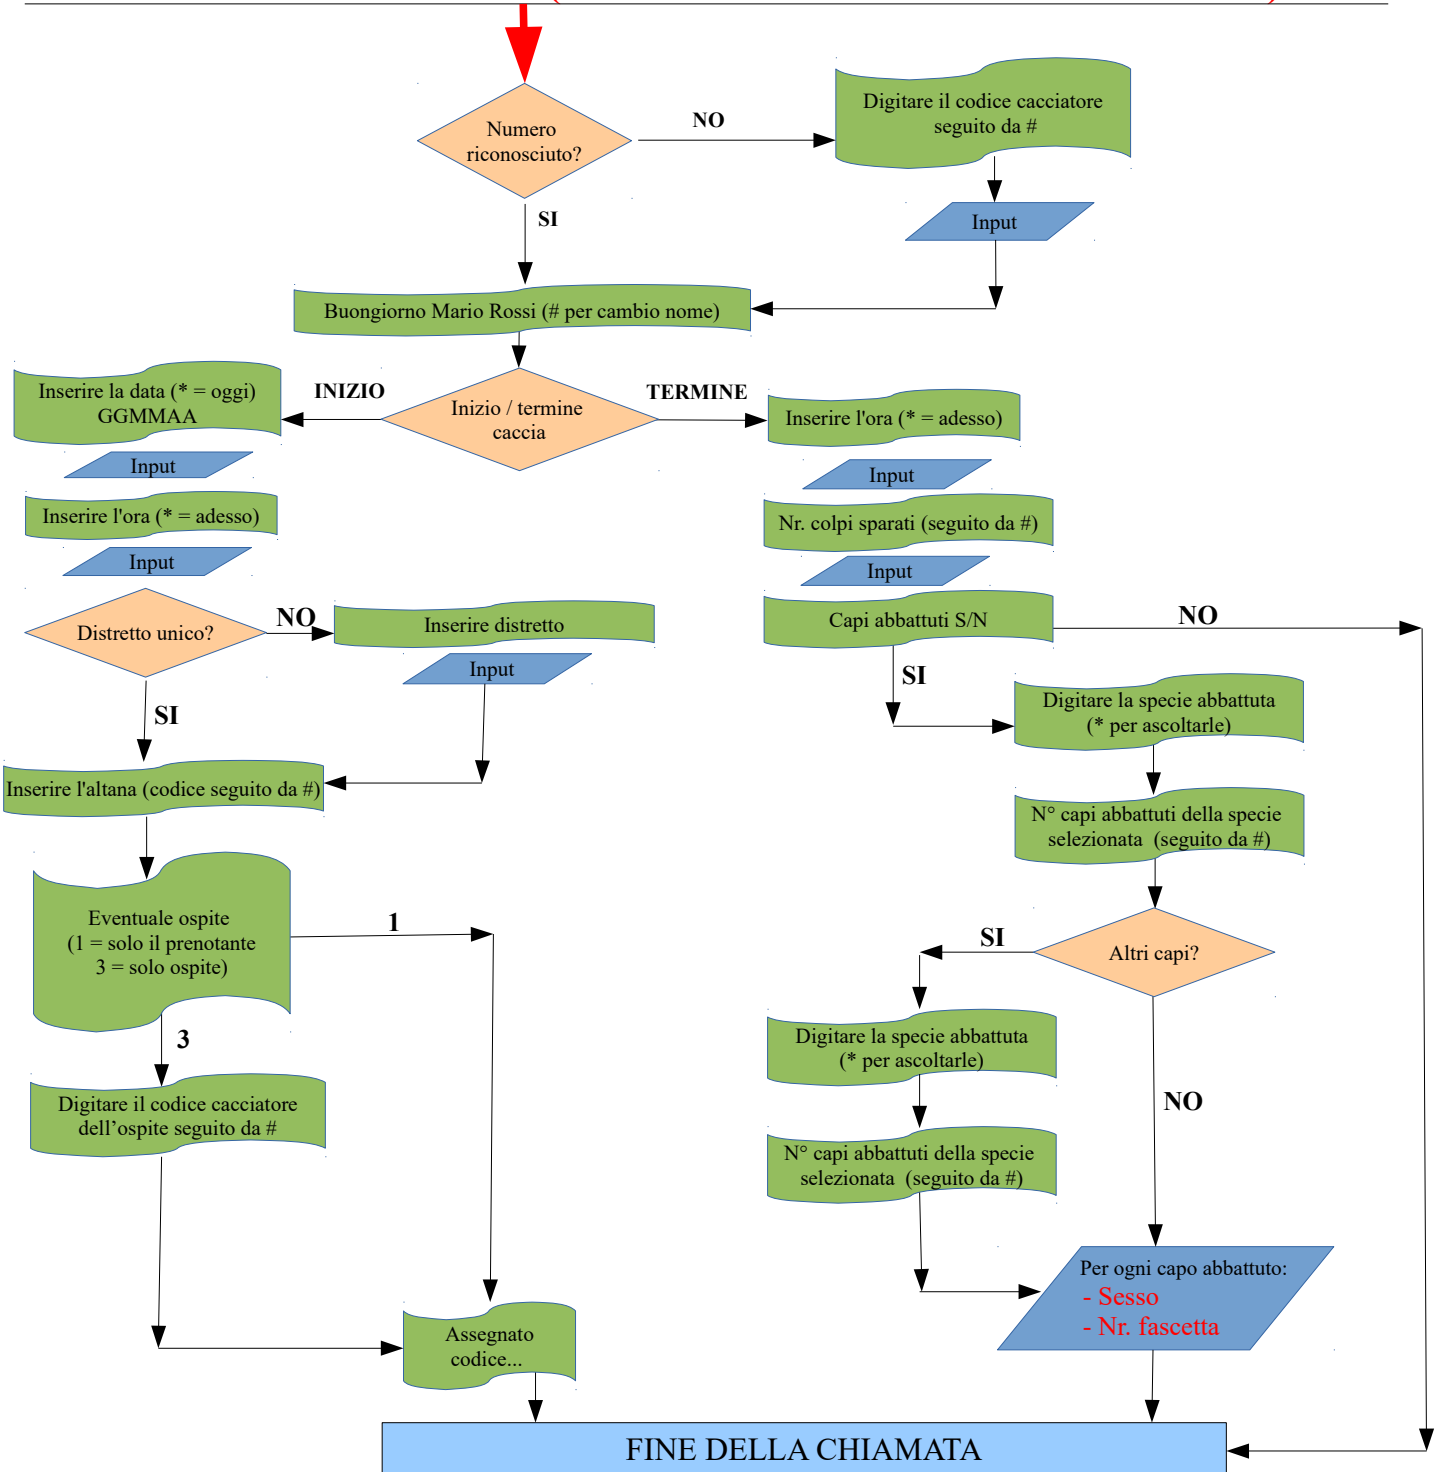 Numero
riconosciuto?
NO
Digitare il codice cacciatore
seguito da #
SI
Input
Buongiorno Mario Rossi (# per cambio nome)
Inizio / termine
caccia
INIZIO
Inserire la data (* = oggi)
GGMMAA
Input
Inserire l'ora (* = adesso)
Input
Distretto unico?
NO
Inserire distretto
Input
SI
Inserire l'altana (codice seguito da #)
Eventuale ospite
(1 = solo il prenotante
3 = solo ospite)
1
3
Digitare il codice cacciatore
dell’ospite seguito da #
Assegnato
codice...
TERMINE
Inserire l'ora (* = adesso)
Input
Nr. colpi sparati (seguito da #)
Input
Capi abbattuti S/N
NO
SI
Digitare la specie abbattuta
(* per ascoltarle)
N° capi abbattuti della specie
selezionata (seguito da #)
Altri capi?
SI
Digitare la specie abbattuta
(* per ascoltarle)
N° capi abbattuti della specie
selezionata (seguito da #)
NO
Per ogni capo abbattuto:
- Sesso
- Nr. fascetta
FINE DELLA CHIAMATA